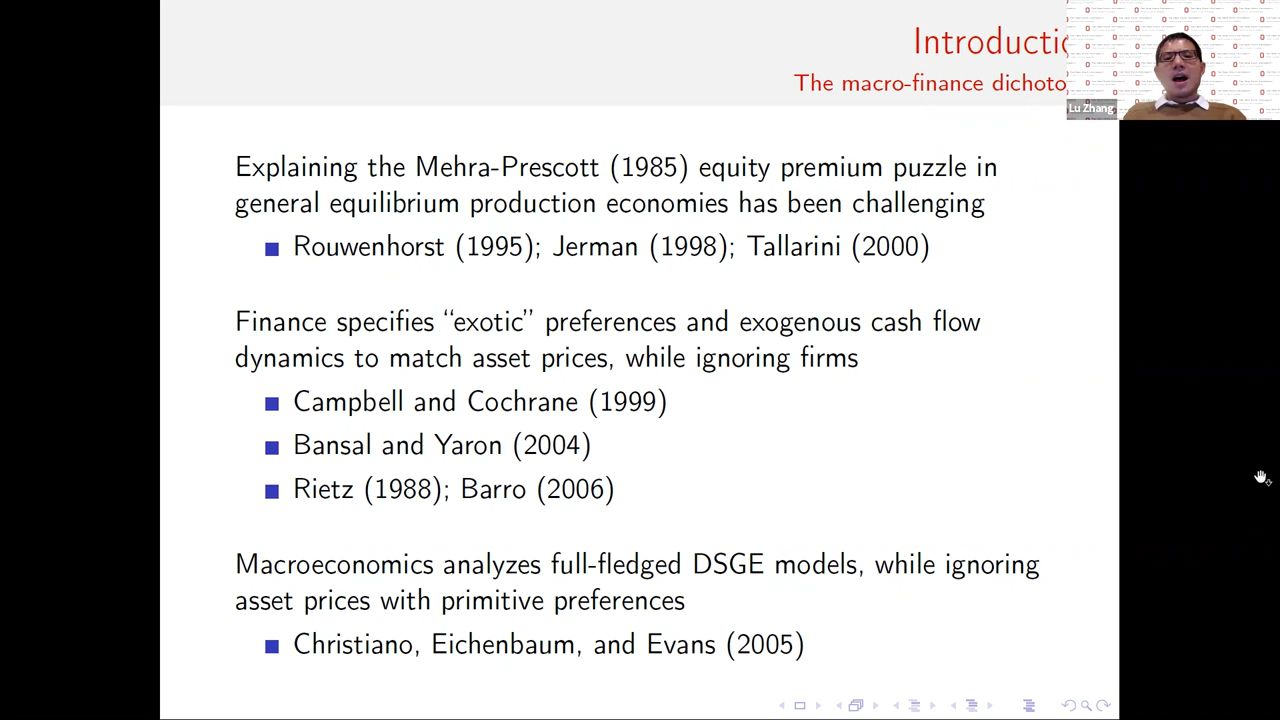 Introductio
The macro-finance dichoto
Lu Zhang
Explaining the Mehra-Prescott (1985) equity premium puzzle in
general equilibrium production economies has been challenging
Rouwenhorst (1995); Jerman (1998); Tallarini (2000)
Finance specifies “exotic” preferences and exogenous cash flow
dynamics to match asset prices, while ignoring firms
Campbell and Cochrane (1999)
Bansal and Yaron (2004)
Rietz (1988); Barro (2006)
Macroeconomics analyzes full-fledged DSGE models, while ignoring
asset prices with primitive preferences
Christiano, Eichenbaum, and Evans (2005)